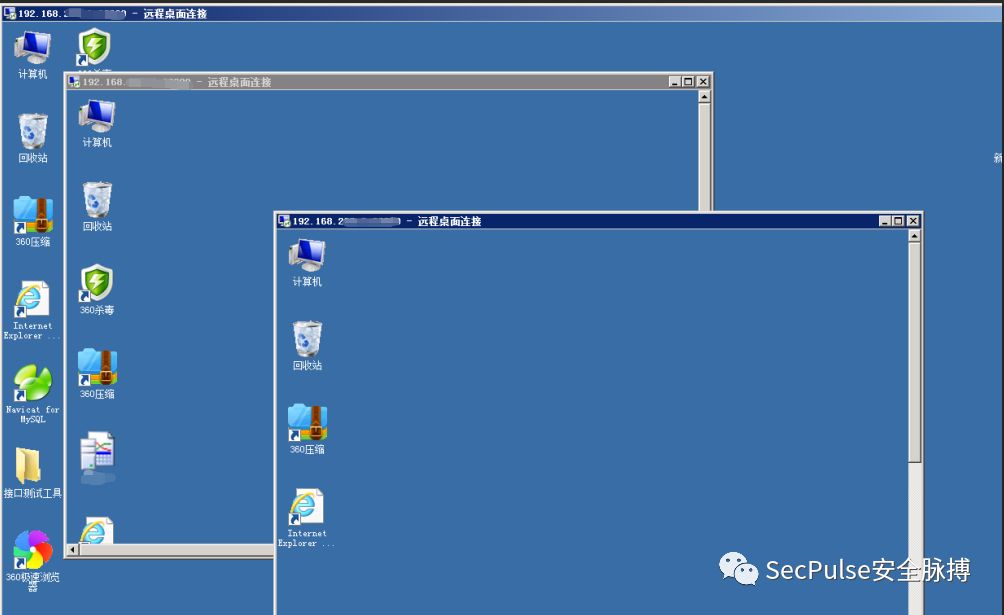 192.168. - 远程桌面连接
计算机
回收站
360压缩
Internet
Explorer ...
Navicat for
MySQL
接口测试工具
360极速浏览
器
新
192.168. - 远程桌面连接
计算机
回收站
360杀毒
360压缩
192.168.2 - 远程桌面连接
计算机
回收站
360压缩
Internet
Explorer ...
SecPulse安全脉搏